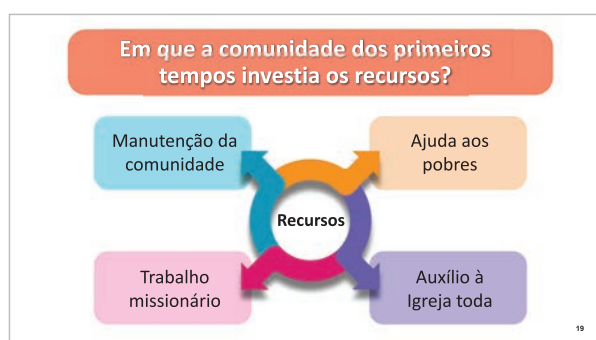 Em que a comunidade dos primeiros
tempos investia os recursos?
Manutenção da
comunidade
Ajuda aos
pobres
Recursos
Trabalho
missionário
Auxílio à
Igreja toda
19